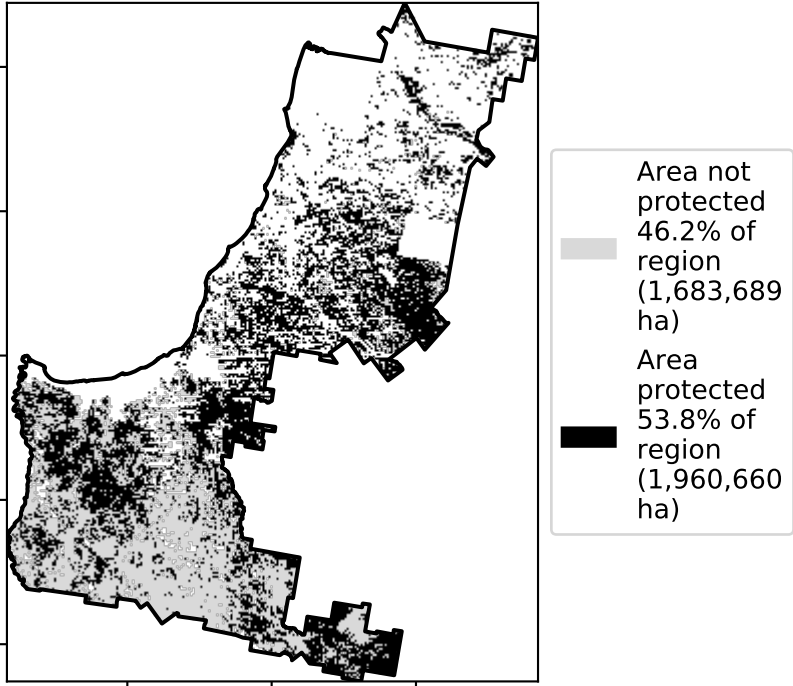 Area not
protected
46.2% of
region
(1,683,689
ha)
Area
protected
53.8% of
region
(1,960,660
ha)